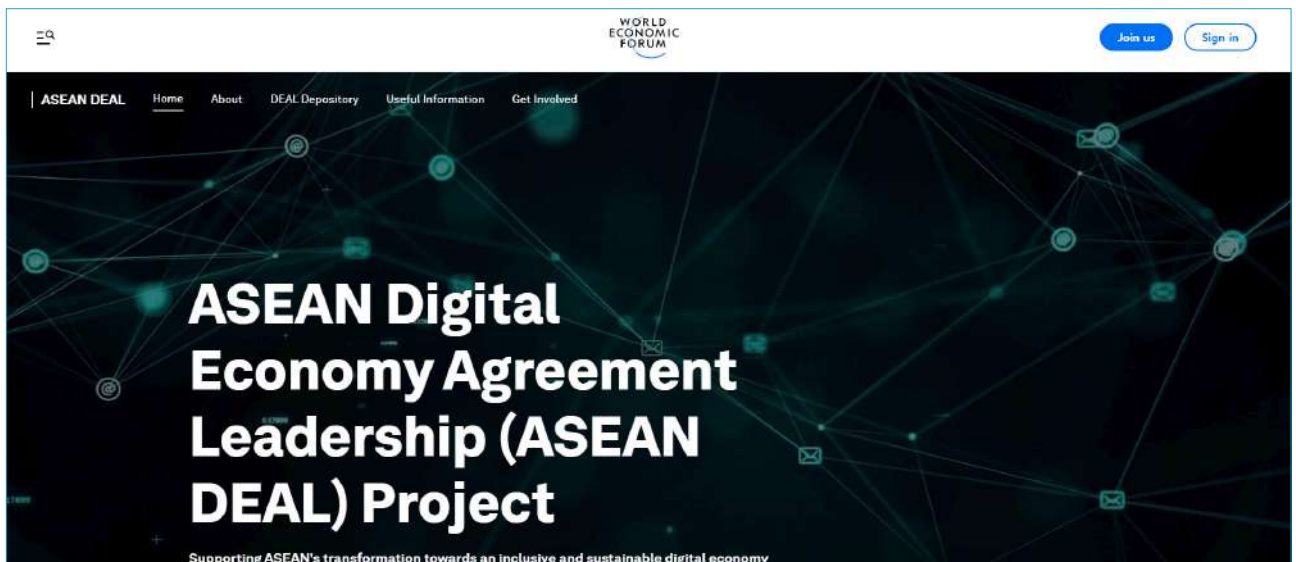 WORLD
ECONOMIC
FORUM
Join us
Sign in
ASEAN DEAL Home About DEAL Depository Useful Information Get Involved
ASEAN Digital
Economy Agreement
Leadership (ASEAN
DEAL) Project
Supporting ASEAN's transformation towards an inclusive and sustainable digital economy